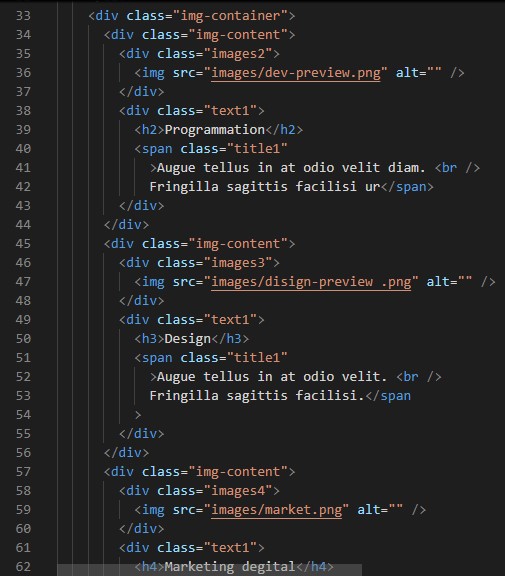 33 <div class="img-container">
34 <div class="img-content">
35 <div class="images2">
36 <img src="images/dev-preview.png" alt="" />
37 </div>
38 <div class="text1">
39 <h2>Programmation</h2>
40 <span class="title1"
41 >Augue tellus in at odio velit diam. <br />
42 Fringilla sagittis facilisi ur</span>
43 </div>
44 </div>
45 <div class="img-content">
46 <div class="images3">
47 <img src="images/disign-preview .png" alt="" />
48 </div>
49 <div class="text1">
50 <h3>Design</h3>
51 <span class="title1"
52 >Augue tellus in at odio velit. <br />
53 Fringilla sagittis facilisi.</span
54 >
55 </div>
56 </div>
57 <div class="img-content">
58 <div class="images4">
59 <img src="images/market.png" alt="" />
60 </div>
61 <div class="text1">
62 <h4>Marketing degital</h4>